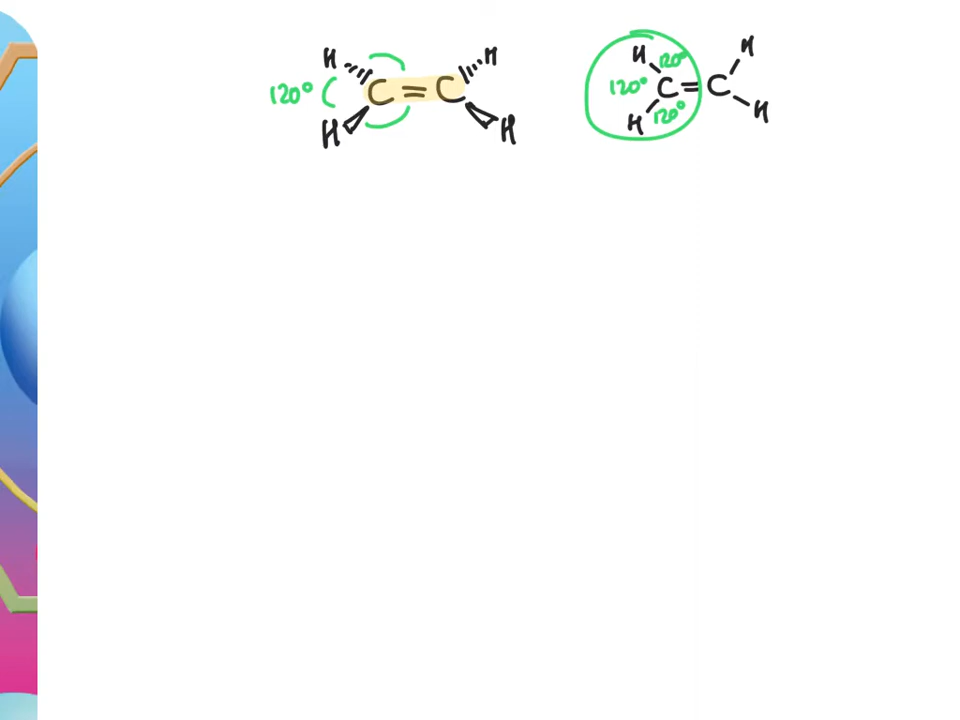 H H H H
120° 120°
120° C = C C = C
H H H 120° H